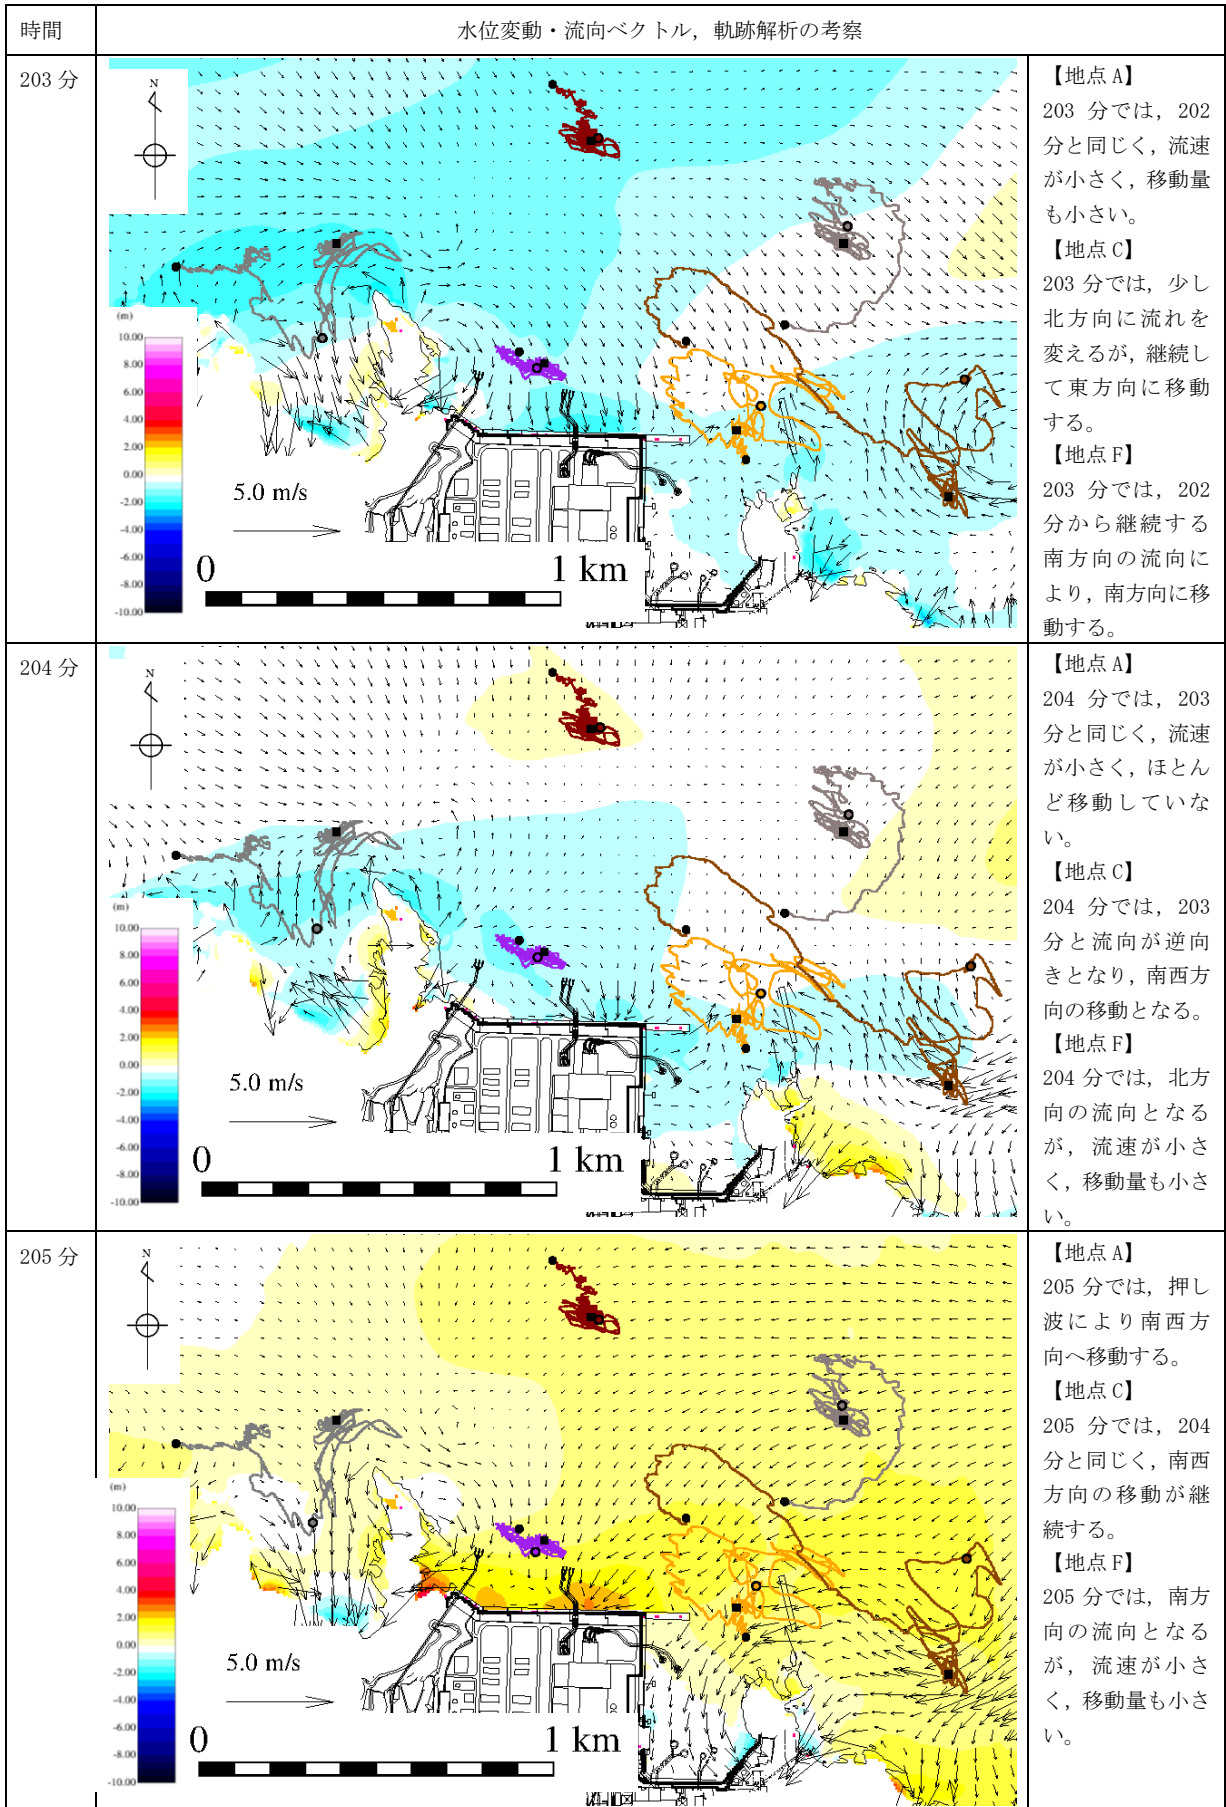 時間
水位変動・流向ベクトル，軌跡解析の考察
203 分
N
(m)
10.00
8.00
6.00
4.00
2.00
0.00
-2.00
-4.00
-6.00
-8.00
-10.00
5.0 m/s
0
1 km
【地点 A】
203 分では，202
分と同じく，流速
が小さく，移動量
も小さい。
【地点 C】
203 分では，少し
北方向に流れを
変えるが，継続し
て東方向に移動
する。
【地点 F】
203 分では，202
分から継続する
南方向の流向に
より，南方向に移
動する。
204 分
N
(m)
10.00
8.00
6.00
4.00
2.00
0.00
-2.00
-4.00
-6.00
-8.00
-10.00
5.0 m/s
0
1 km
【地点 A】
204 分では，203
分と同じく，流速
が小さく，ほとん
ど移動していな
い。
【地点 C】
204 分では，203
分と流向が逆向
きとなり，南西方
向の移動となる。
【地点 F】
204 分では，北方
向の流向となる
が，流速が小さ
く，移動量も小さ
い。
205 分
N
(m)
10.00
8.00
6.00
4.00
2.00
0.00
-2.00
-4.00
-6.00
-8.00
-10.00
5.0 m/s
0
1 km
【地点 A】
205 分では，押し
波により南西方
向へ移動する。
【地点 C】
205 分では，204
分と同じく，南西
方向の移動が継
続する。
【地点 F】
205 分では，南方
向の流向となる
が，流速が小さ
く，移動量も小さ
い。